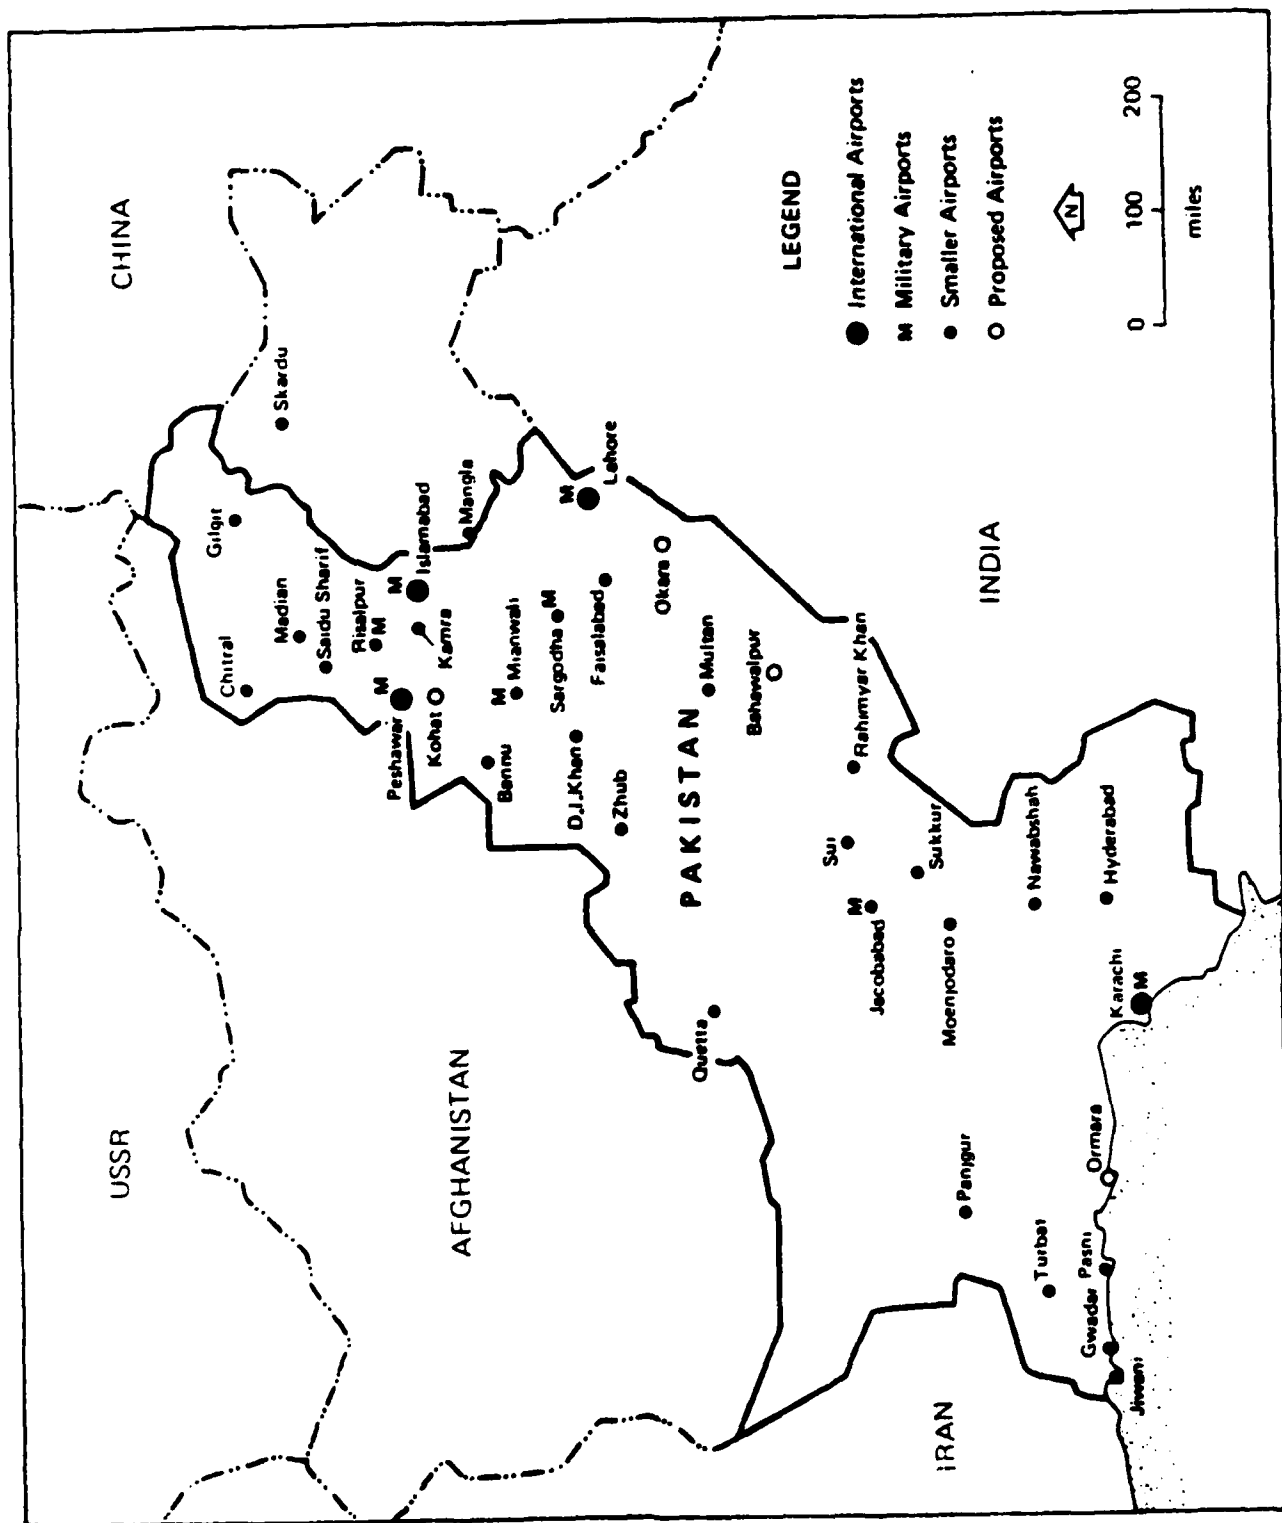 USSR
CHINA
AFGHANISTAN
IRAN
INDIA
PAKISTAN
Chitral
Gilgit
Skardu
Madian
Saidu Sharif
Risalpur
M
Peshawar
M
Islamabad
M
Kamra
Kohat
Mangla
Bannu
Mianwali
M
Sargodha
M
D.I.Khan
Faisalabad
Lahore
M
Zhub
Okara
Quetta
Multan
Bahawalpur
Sui
Rahimyar Khan
Jacobabad
M
Sukkur
Moenjodaro
Panjgur
Nawabshah
Turbat
Hyderabad
Karachi
M
Ormara
Pasni
Gwadar
Jiwani
LEGEND
International Airports
M Military Airports
Smaller Airports
Proposed Airports
N
0 100 200
miles